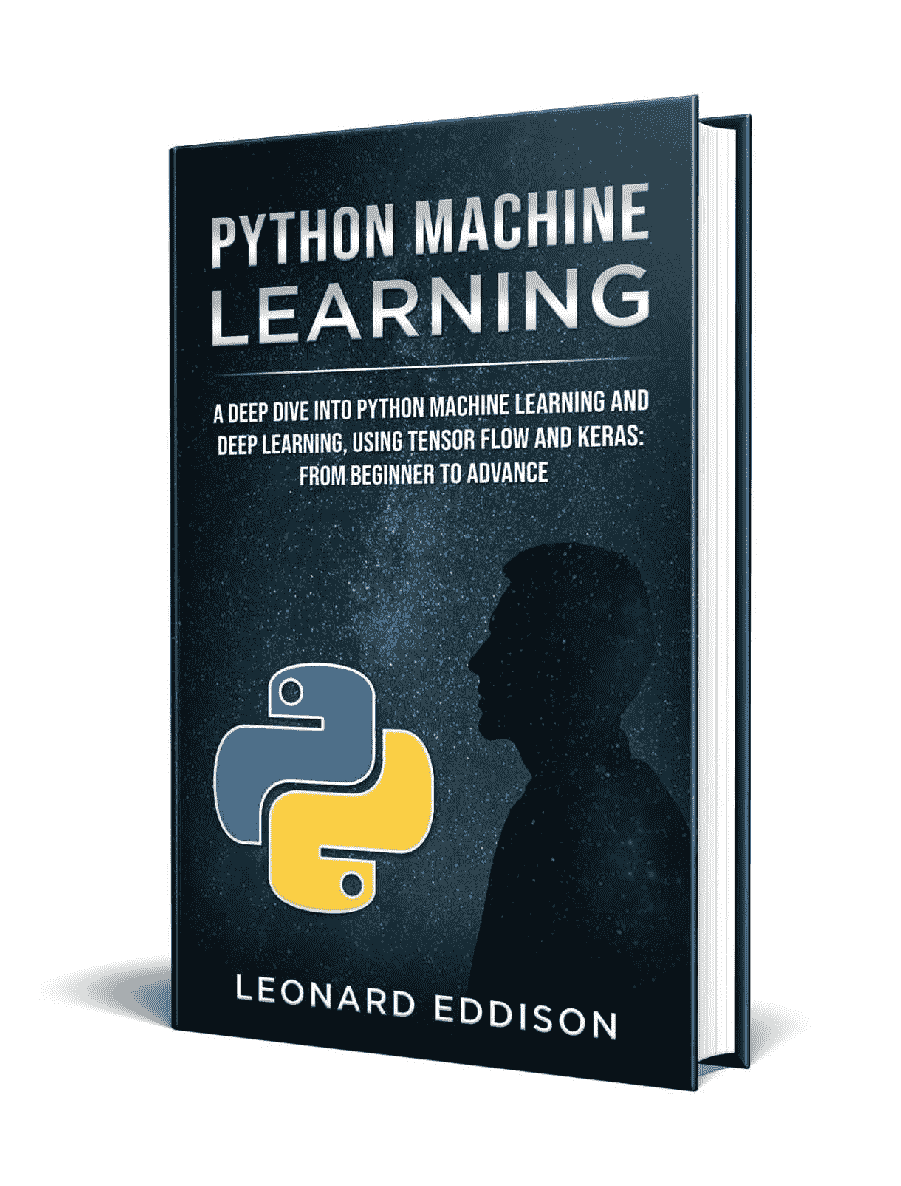 PYTHON MACHINE
LEARNING
A DEEP DIVE INTO PYTHON MACHINE LEARNING AND
DEEP LEARNING, USING TENSOR FLOW AND KERAS:
FROM BEGINNER TO ADVANCE
LEONARD EDDISON